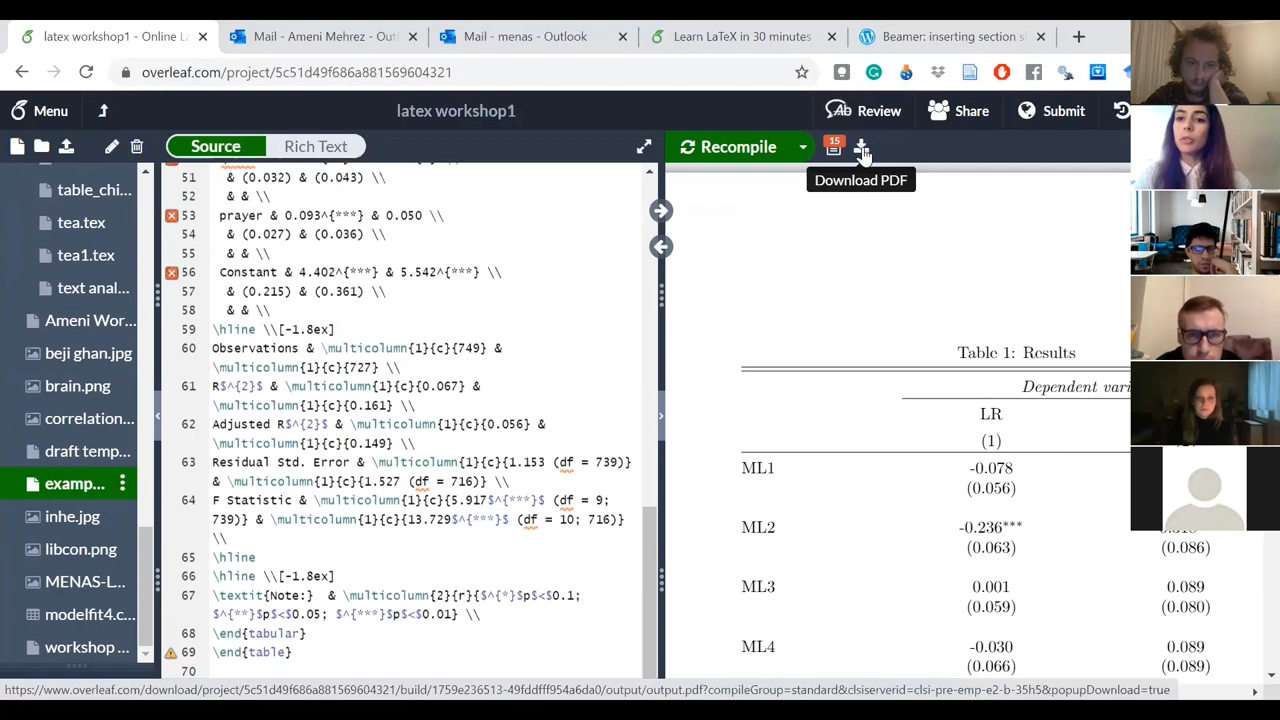 latex workshop1 - Online L
Mail - Ameni Mehrez - Out
Mail - menas - Outlook
Learn LaTeX in 30 minutes
Beamer: inserting section s
overleaf.com/project/5c51d49f686a881569604321
Menu
latex workshop1
Review
Share
Submit
Source
Rich Text
Recompile
15
Download PDF
table_chi...
tea.tex
tea1.tex
text anal...
Ameni Wor...
beji ghan.jpg
brain.png
correlation...
draft temp...
examp...
inhe.jpg
libcon.png
MENAS-L...
modelfit4.c...
workshop ...
51 & (0.032) & (0.043) \\
52 & & \\
53 prayer & 0.093^{***} & 0.050 \\
54 & (0.027) & (0.036) \\
55 & & \\
56 Constant & 4.402^{***} & 5.542^{***} \\
57 & (0.215) & (0.361) \\
58 & & \\
59 \hline \\[-1.8ex]
60 Observations & \multicolumn{1}{c}{749} &
\multicolumn{1}{c}{727} \\
61 R$^{2}$ & \multicolumn{1}{c}{0.067} &
\multicolumn{1}{c}{0.161} \\
62 Adjusted R$^{2}$ & \multicolumn{1}{c}{0.056} &
\multicolumn{1}{c}{0.149} \\
63 Residual Std. Error & \multicolumn{1}{c}{1.153 (df = 739)}
& \multicolumn{1}{c}{1.527 (df = 716)} \\
64 F Statistic & \multicolumn{1}{c}{5.917$^{***}$ (df = 9;
739)} & \multicolumn{1}{c}{13.729$^{***}$ (df = 10; 716)}
\\
65 \hline
66 \hline \\[-1.8ex]
67 \textit{Note:} & \multicolumn{2}{r}{$^{*}$p$<$0.1;
$^{**}$p$<$0.05; $^{***}$p$<$0.01} \\
68 \end{tabular}
69 \end{table}
70
Table 1: Results
Dependent vari
LR
(1)
ML1 -0.078
(0.056)
ML2 -0.236***
(0.063) (0.086)
ML3 0.001 0.089
(0.059) (0.080)
ML4 -0.030 0.089
(0.066) (0.089)
https://www.overleaf.com/download/project/5c51d49f686a881569604321/build/1759e236513-49fddfff954a6da0/output/output.pdf?compileGroup=standard&clsiserverid=clsi-pre-emp-e2-b-35h5&popupDownload=true